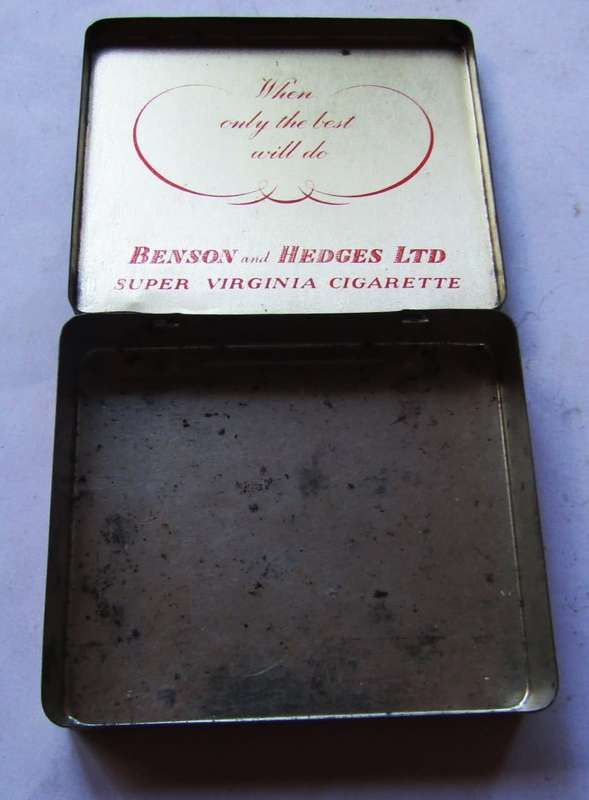 When
only the best
will do
BENSON and HEDGES LTD
SUPER VIRGINIA CIGARETTE